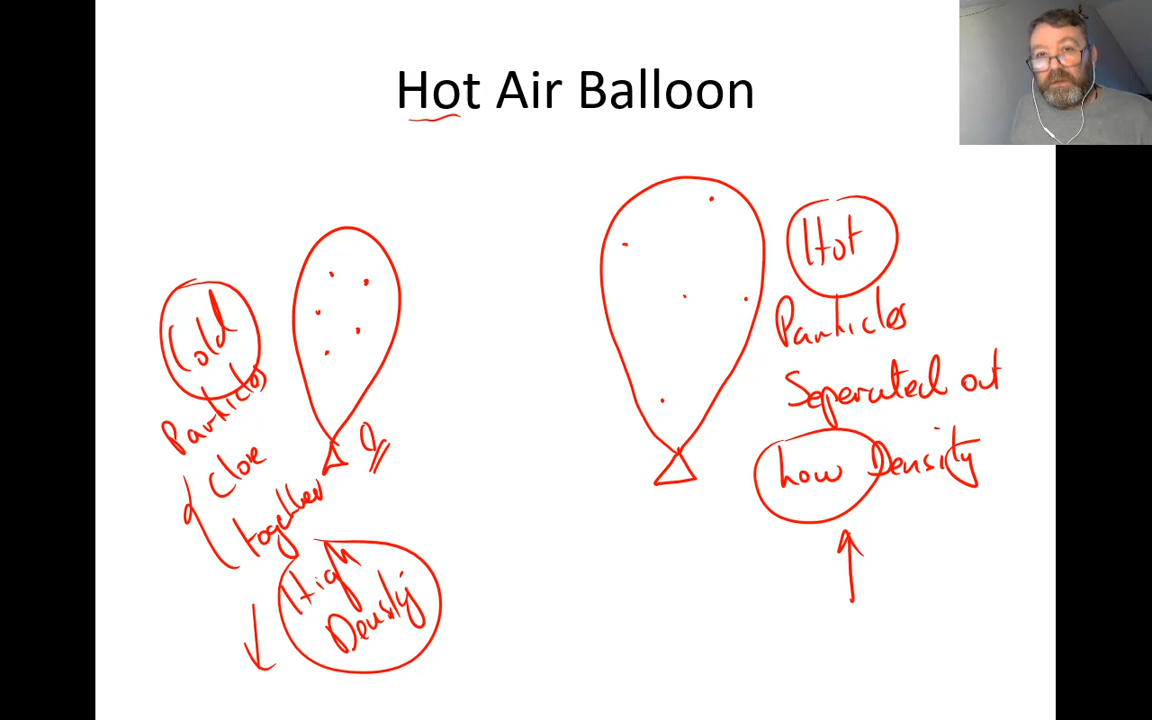 Hot Air Balloon
Cold
Particles
Close
together
High
Density
Hot
Particles
Seperated out
Low Density